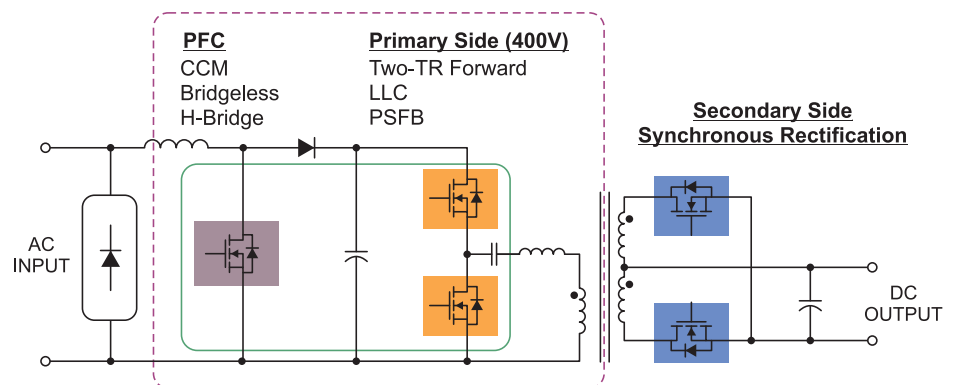 PFC
CCM
Bridgeless
H-Bridge
Primary Side (400V)
Two-TR Forward
LLC
PSFB
Secondary Side
Synchronous Rectification
AC
INPUT
DC
OUTPUT